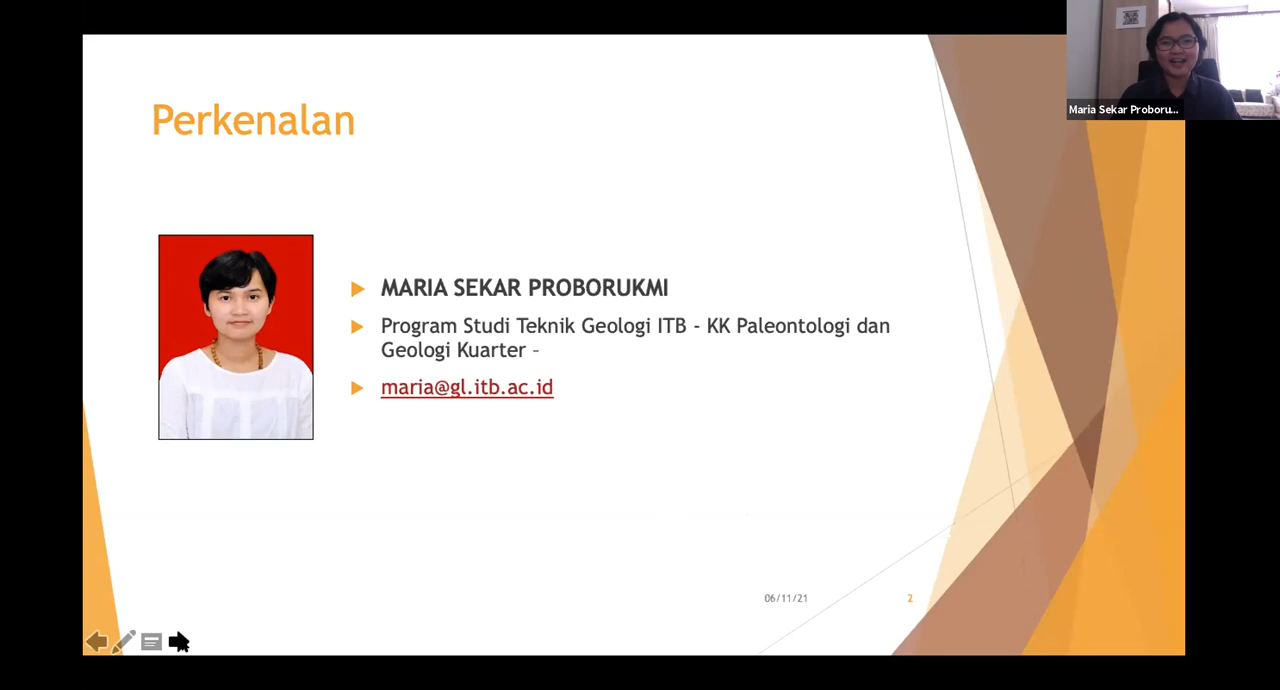 Maria Sekar Proboru...
Perkenalan
MARIA SEKAR PROBORUKMI
Program Studi Teknik Geologi ITB - KK Paleontologi dan
Geologi Kuarter -
maria@gl.itb.ac.id
06/11/21
2